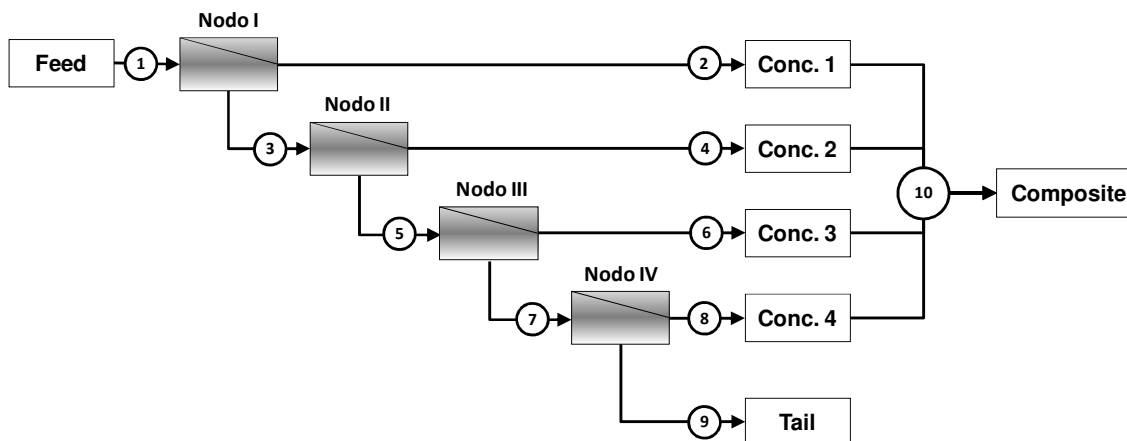 Nodo I
Feed
1
2
Conc. 1
Nodo II
3
4
Conc. 2
10
Composite
Nodo III
5
6
Conc. 3
Nodo IV
7
8
Conc. 4
9
Tail